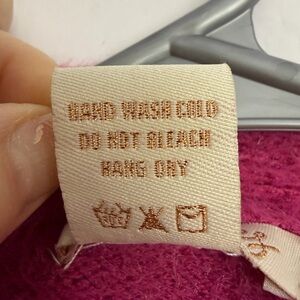 HAND WASH COLD
DO NOT BLEACH
HANG DRY